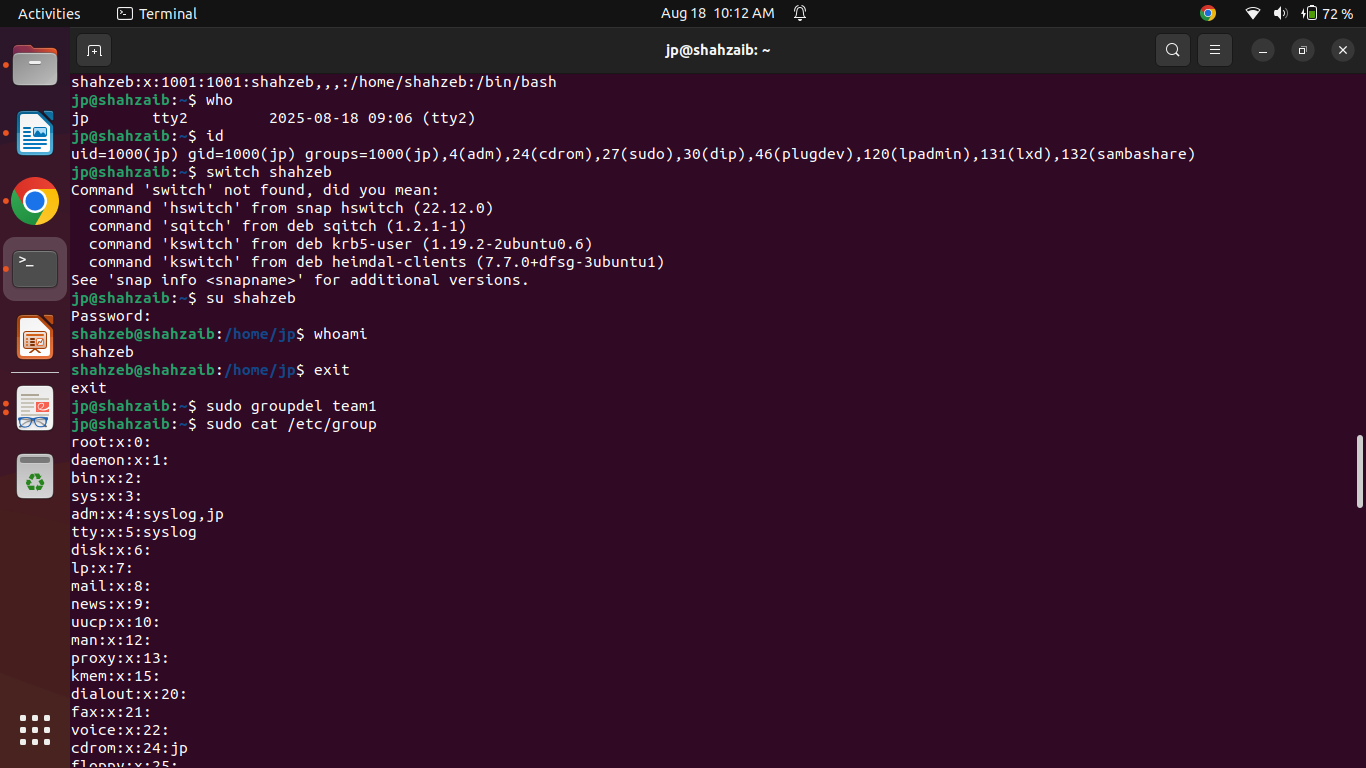 Activities
Terminal
Aug 18 10:12 AM
72 %
jp@shahzaib: ~
shahzeb:x:1001:1001:shahzeb,,,:/home/shahzeb:/bin/bash
jp@shahzaib:~$ who
jp       tty2         2025-08-18 09:06 (tty2)
jp@shahzaib:~$ id
uid=1000(jp) gid=1000(jp) groups=1000(jp),4(adm),24(cdrom),27(sudo),30(dip),46(plugdev),120(lpadmin),131(lxd),132(sambashare)
jp@shahzaib:~$ switch shahzeb
Command 'switch' not found, did you mean:
  command 'hswitch' from snap hswitch (22.12.0)
  command 'sqitch' from deb sqitch (1.2.1-1)
  command 'kswitch' from deb krb5-user (1.19.2-2ubuntu0.6)
  command 'kswitch' from deb heimdal-clients (7.7.0+dfsg-3ubuntu1)
See 'snap info <snapname>' for additional versions.
jp@shahzaib:~$ su shahzeb
Password:
shahzeb@shahzaib:/home/jp$ whoami
shahzeb
shahzeb@shahzaib:/home/jp$ exit
exit
jp@shahzaib:~$ sudo groupdel team1
jp@shahzaib:~$ sudo cat /etc/group
root:x:0:
daemon:x:1:
bin:x:2:
sys:x:3:
adm:x:4:syslog,jp
tty:x:5:syslog
disk:x:6:
lp:x:7:
mail:x:8:
news:x:9:
uucp:x:10:
man:x:12:
proxy:x:13:
kmem:x:15:
dialout:x:20:
fax:x:21:
voice:x:22:
cdrom:x:24:jp
floppy:x:25: